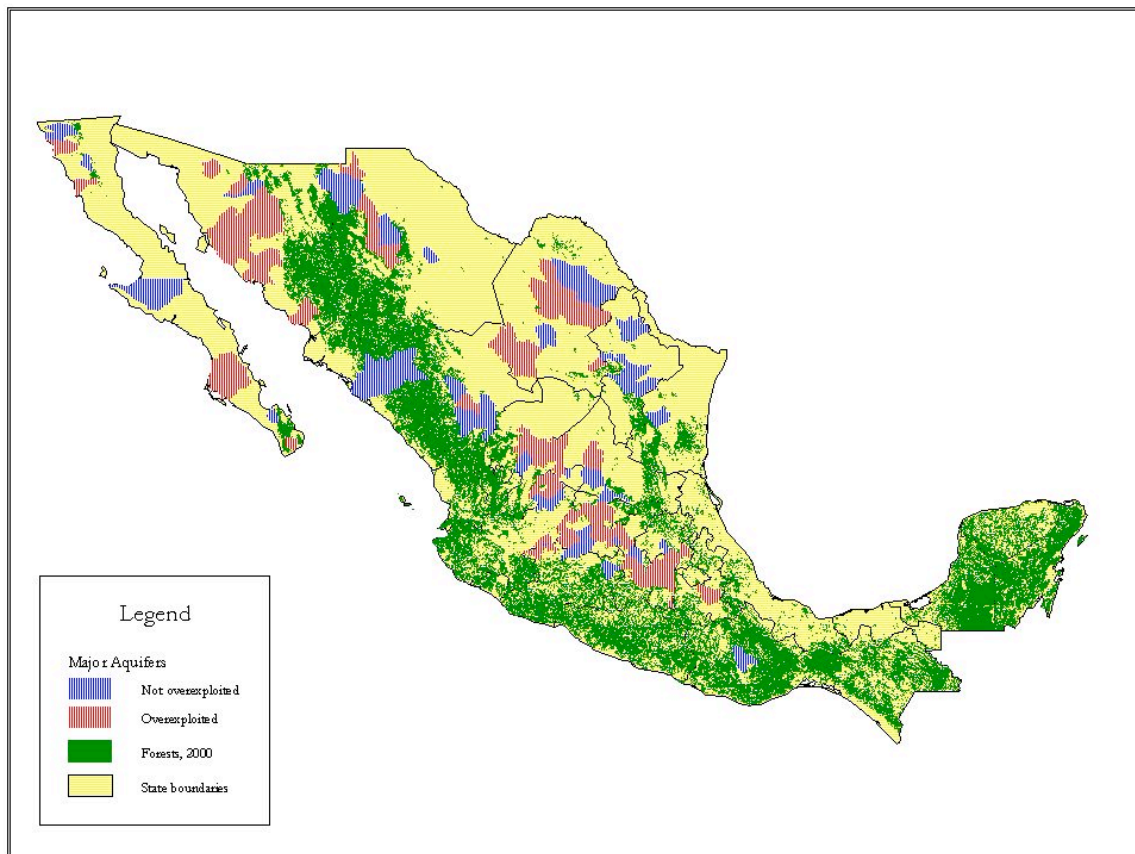 Legend
Major Aquifers
Not overexploited
Overexploited
Forests, 2000
State boundaries